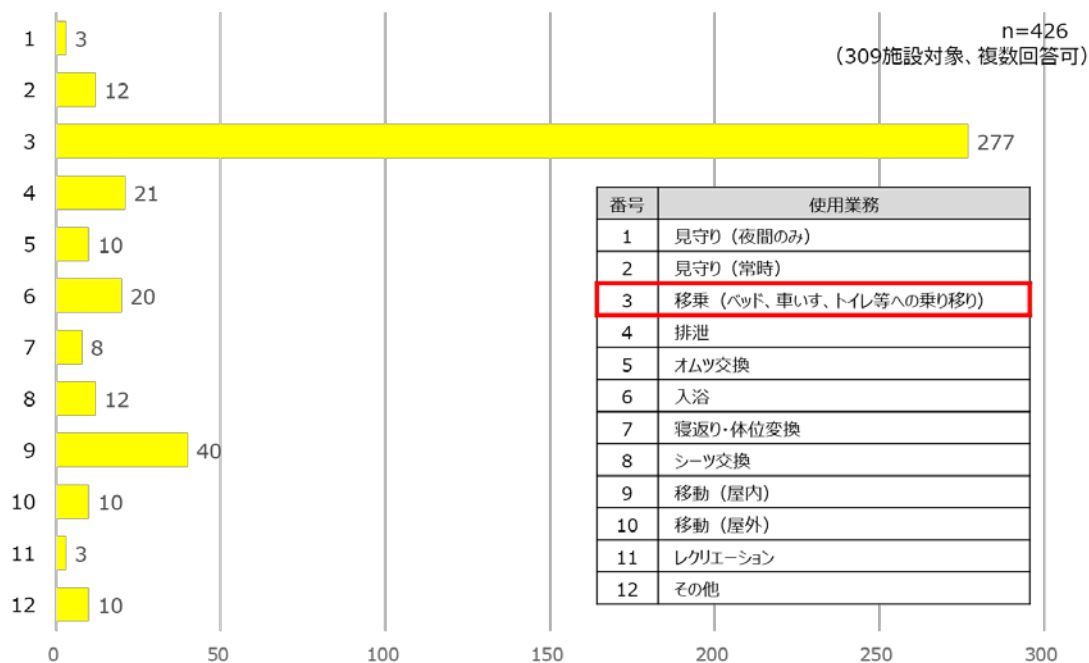 n=426
(309施設対象、複数回答可)
1 3
2 12
3 277
4 21
5 10
6 20
7 8
8 12
9 40
10 10
11 3
12 10
0 50 100 150 200 250 300
番号 使用業務
1 見守り（夜間のみ）
2 見守り（常時）
3 移乗（ベッド、車いす、トイレ等への乗り移り）
4 排泄
5 オムツ交換
6 入浴
7 寝返り・体位変換
8 シーツ交換
9 移動（屋内）
10 移動（屋外）
11 レクリエーション
12 その他